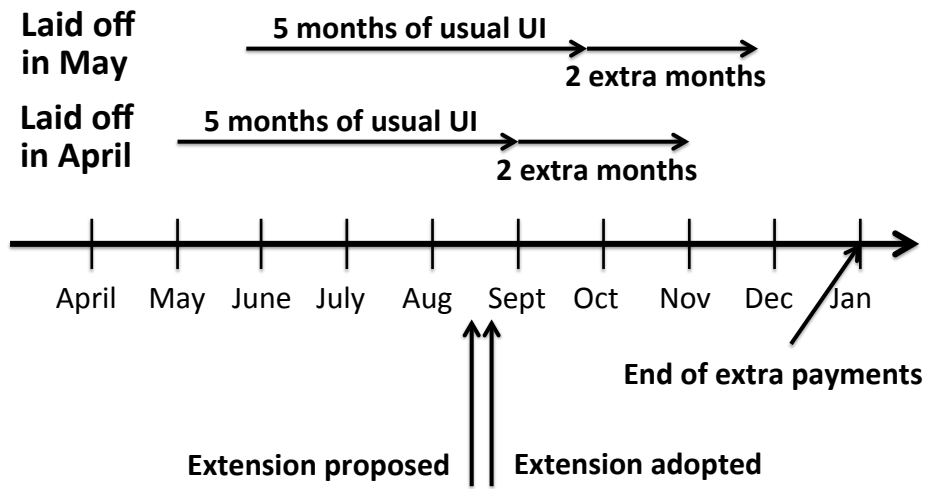 Laid off
in May
5 months of usual UI
2 extra months
Laid off
in April
5 months of usual UI
2 extra months
April May June July Aug Sept Oct Nov Dec Jan
End of extra payments
Extension proposed
Extension adopted